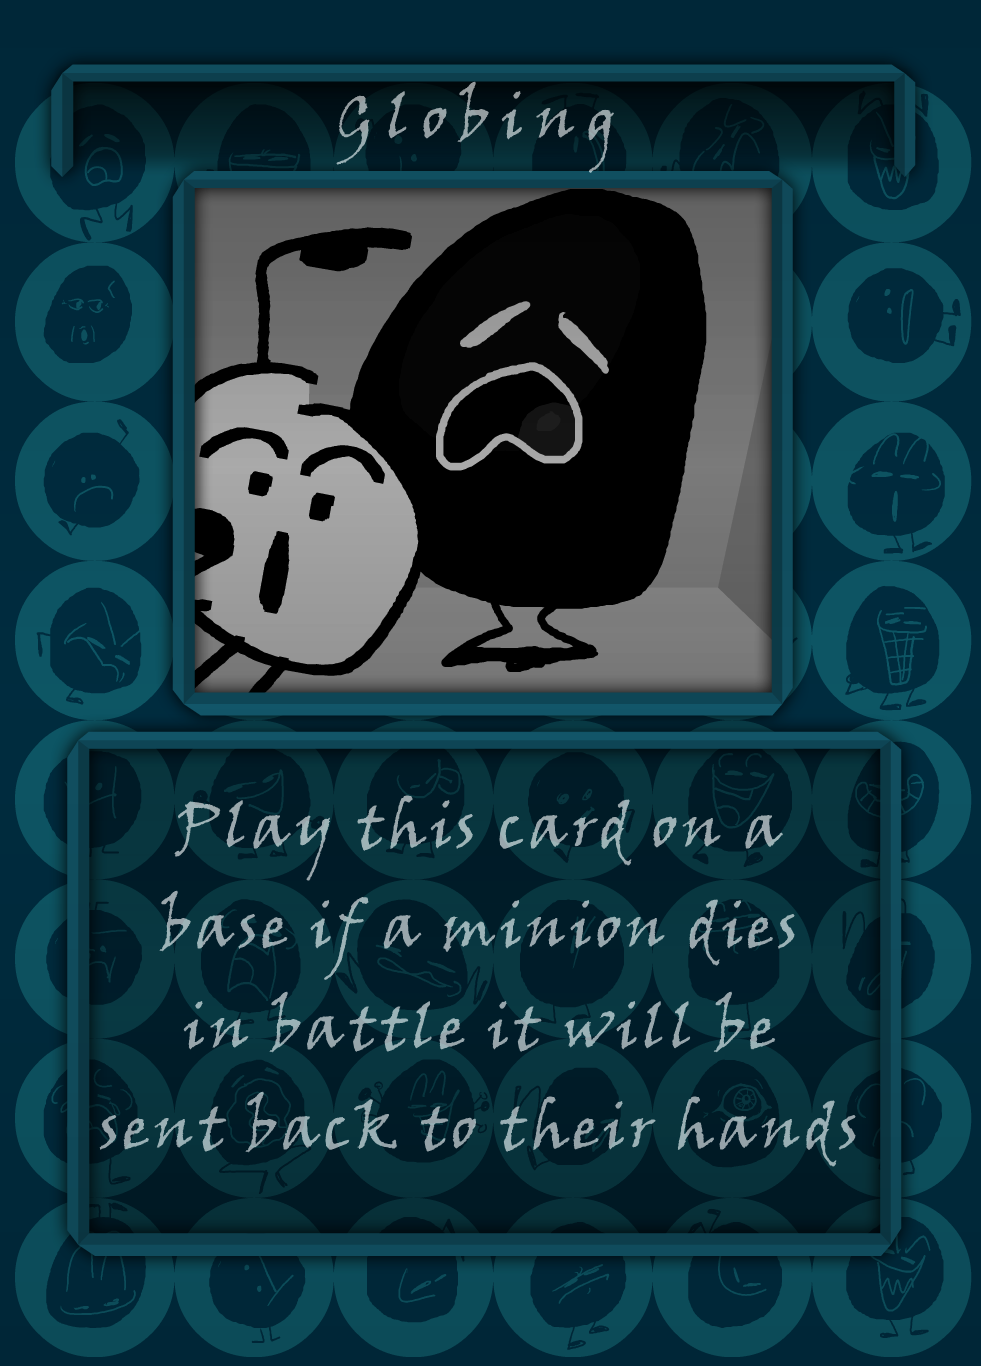 Globing
Play this card on a
base if a minion dies
in battle it will be
sent back to their hands